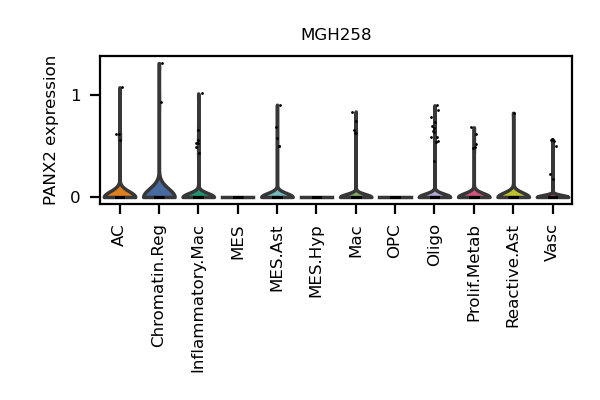 MGH258
PANX2 expression
1
0
AC
Chromatin.Reg
Inflammatory.Mac
MES
MES.Ast
MES.Hyp
Mac
OPC
Oligo
Prolif.Metab
Reactive.Ast
Vasc